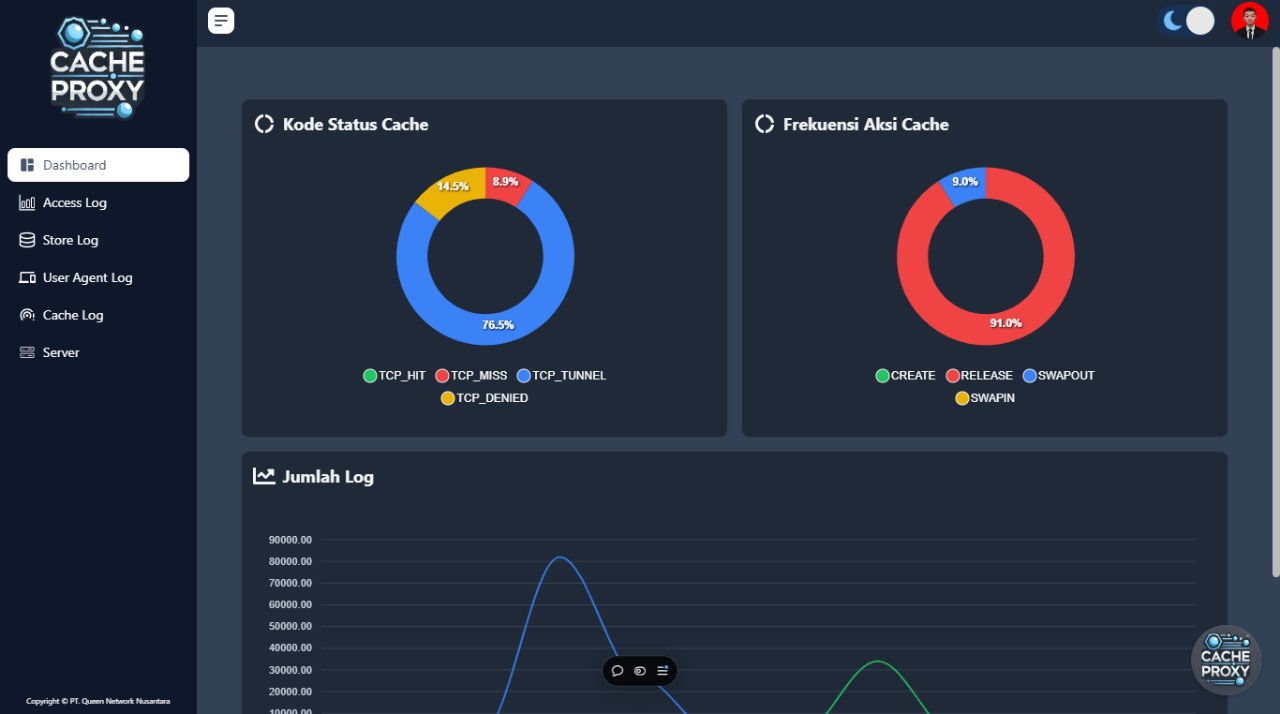 CACHE
PROXY
Dashboard
Access Log
Store Log
User Agent Log
Cache Log
Server
Copyright © PT. Queen Network Nusantara
Kode Status Cache
14.5%
8.9%
76.5%
TCP_HIT TCP_MISS TCP_TUNNEL
TCP_DENIED
Frekuensi Aksi Cache
9.0%
91.0%
CREATE RELEASE SWAPOUT
SWAPIN
Jumlah Log
90000.00
80000.00
70000.00
60000.00
50000.00
40000.00
30000.00
20000.00
10000.00
CACHE
PROXY